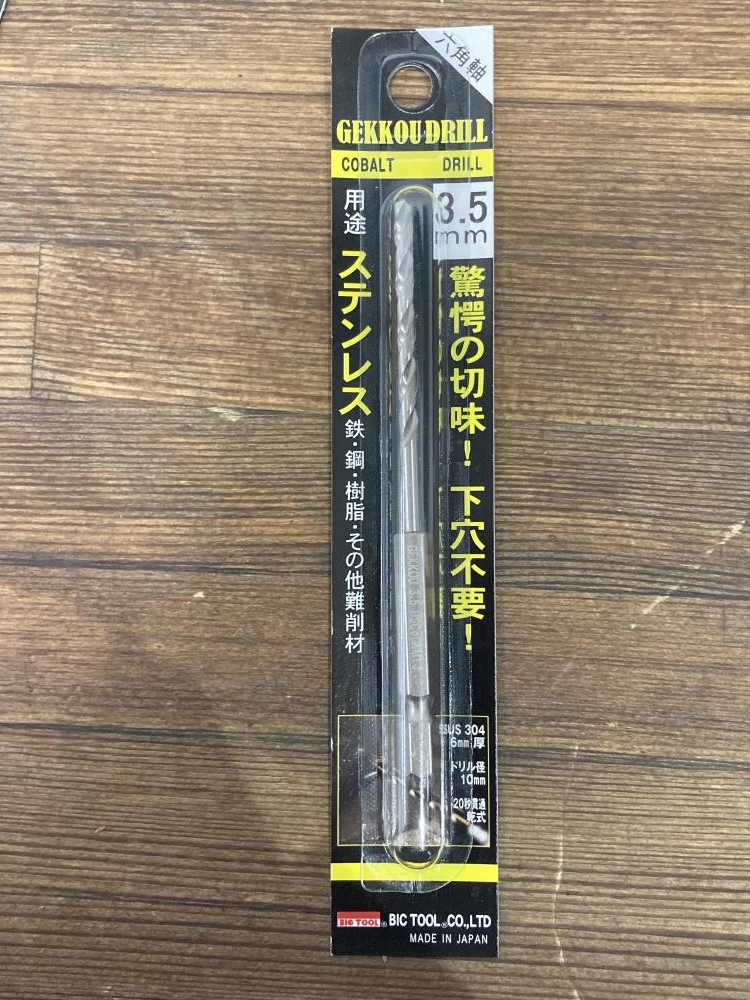 六角軸
GEKKOU DRILL
COBALT DRILL
3.5
mm
用途
ステンレス
鉄・鋼・樹脂・その他難削材
驚愕の切味！下穴不要！
SUS 304
6mm厚
ドリル径
10mm
20秒貫通
乾式
BIC TOOL® BIC TOOL®CO.,LTD
MADE IN JAPAN